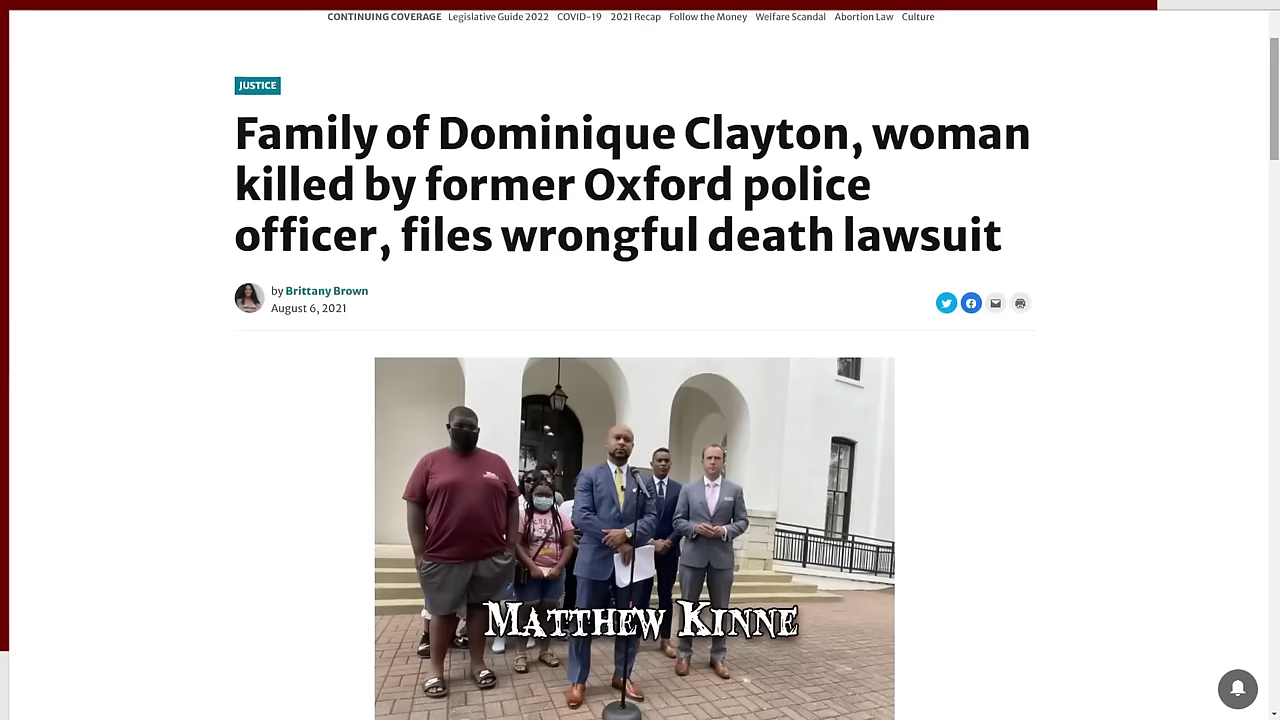 CONTINUING COVERAGE Legislative Guide 2022 COVID-19 2021 Recap Follow the Money Welfare Scandal Abortion Law Culture
JUSTICE
Family of Dominique Clayton, woman
killed by former Oxford police
officer, files wrongful death lawsuit
by Brittany Brown
August 6, 2021
MATTHEW KINNE